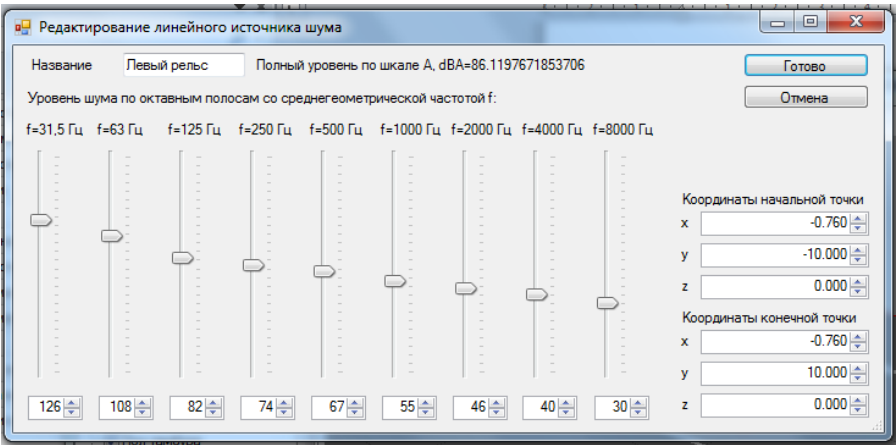 Редактирование линейного источника шума
Название Левый рельс Полный уровень по шкале А, dBA=86.1197671853706 Готово
Уровень шума по октавным полосам со среднегеометрической частотой f: Отмена
f=31,5 Гц f=63 Гц f=125 Гц f=250 Гц f=500 Гц f=1000 Гц f=2000 Гц f=4000 Гц f=8000 Гц
Координаты начальной точки
x -0.760
y -10.000
z 0.000
Координаты конечной точки
x -0.760
y 10.000
126 108 82 74 67 55 46 40 30 z 0.000